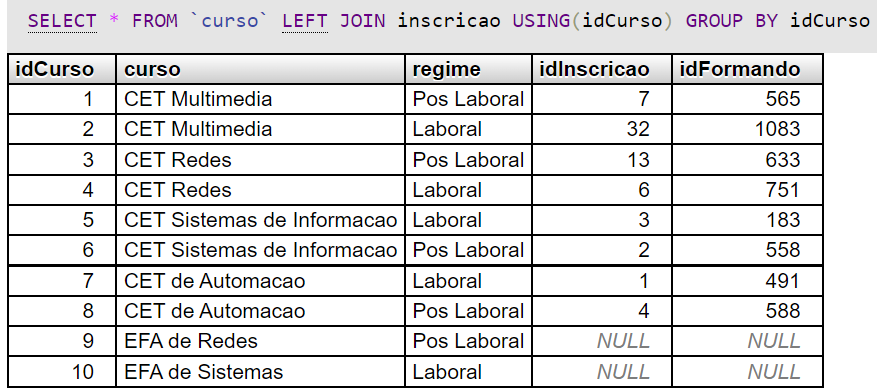 SELECT * FROM `curso` LEFT JOIN inscricao USING(idCurso) GROUP BY idCurso
idCurso curso regime idInscricao idFormando
1 CET Multimedia Pos Laboral 7 565
2 CET Multimedia Laboral 32 1083
3 CET Redes Pos Laboral 13 633
4 CET Redes Laboral 6 751
5 CET Sistemas de Informacao Laboral 3 183
6 CET Sistemas de Informacao Pos Laboral 2 558
7 CET de Automacao Laboral 1 491
8 CET de Automacao Pos Laboral 4 588
9 EFA de Redes Pos Laboral NULL NULL
10 EFA de Sistemas Laboral NULL NULL